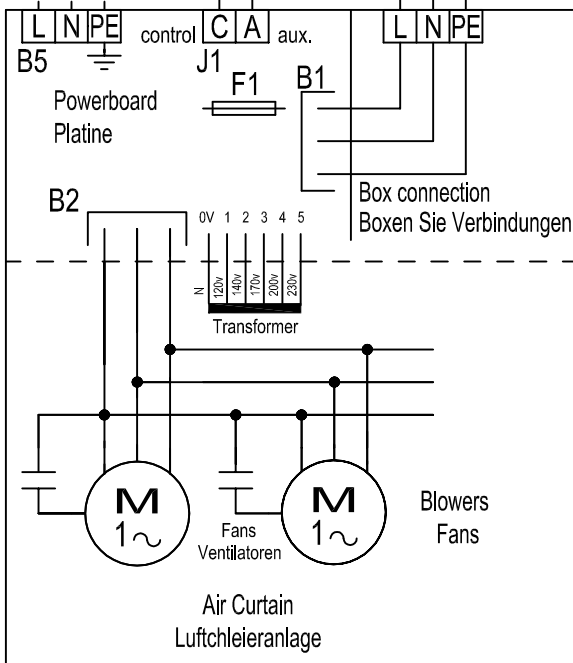 L N PE
control C A aux.
L N PE
B5
J1
F1
B1
Powerboard
Platine
Box connection
Boxen Sie Verbindungen
B2
0V 1 2 3 4 5
N 120v 140v 170v 200v 230v
Transformer
M
1~
Fans
Ventilatoren
M
1~
Blowers
Fans
Air Curtain
Luftchleieranlage